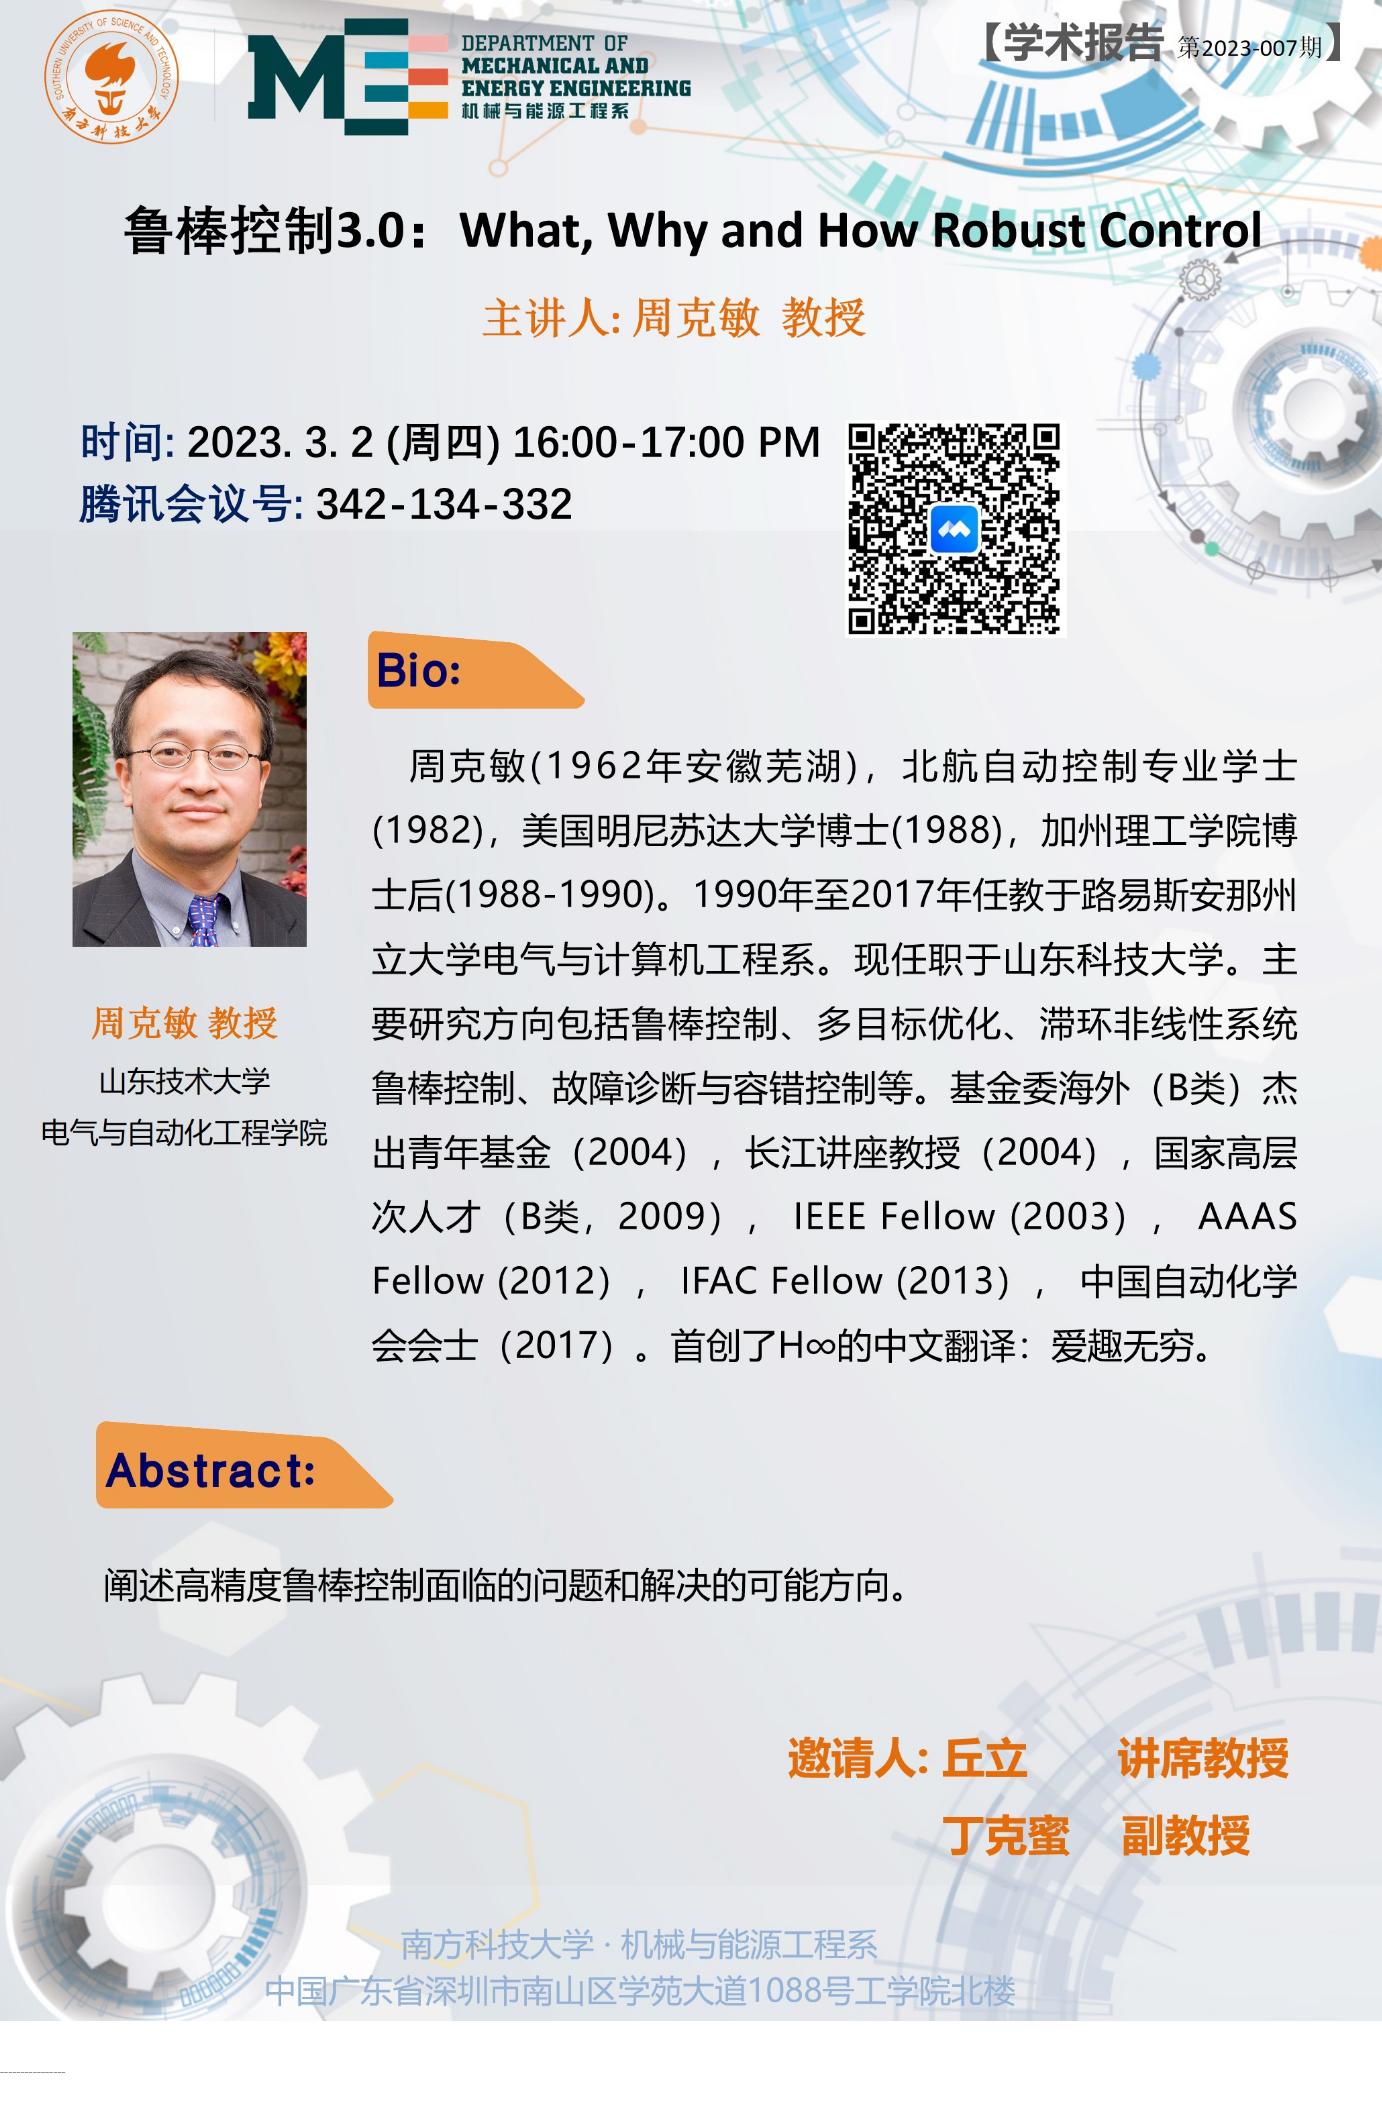 SOUTHERN UNIVERSITY OF SCIENCE AND TECHNOLOGY
南方科技大学
MEE
DEPARTMENT OF
MECHANICAL AND
ENERGY ENGINEERING
机械与能源工程系
【学术报告 第2023-007期】
鲁棒控制3.0：What, Why and How Robust Control
主讲人: 周克敏 教授
时间: 2023. 3. 2 (周四) 16:00-17:00 PM
腾讯会议号: 342-134-332
Bio:
周克敏(1962年安徽芜湖)，北航自动控制专业学士
(1982)，美国明尼苏达大学博士(1988)，加州理工学院博
士后(1988-1990)。1990年至2017年任教于路易斯安那州
立大学电气与计算机工程系。现任职于山东科技大学。主
要研究方向包括鲁棒控制、多目标优化、滞环非线性系统
鲁棒控制、故障诊断与容错控制等。基金委海外（B类）杰
出青年基金（2004），长江讲座教授（2004），国家高层
次人才（B类，2009）， IEEE Fellow (2003）， AAAS
Fellow (2012）， IFAC Fellow (2013）， 中国自动化学
会会士（2017）。首创了H∞的中文翻译：爱趣无穷。
周克敏 教授
山东技术大学
电气与自动化工程学院
Abstract:
阐述高精度鲁棒控制面临的问题和解决的可能方向。
邀请人: 丘立 讲席教授
丁克蜜 副教授
南方科技大学 · 机械与能源工程系
中国广东省深圳市南山区学苑大道1088号工学院北楼